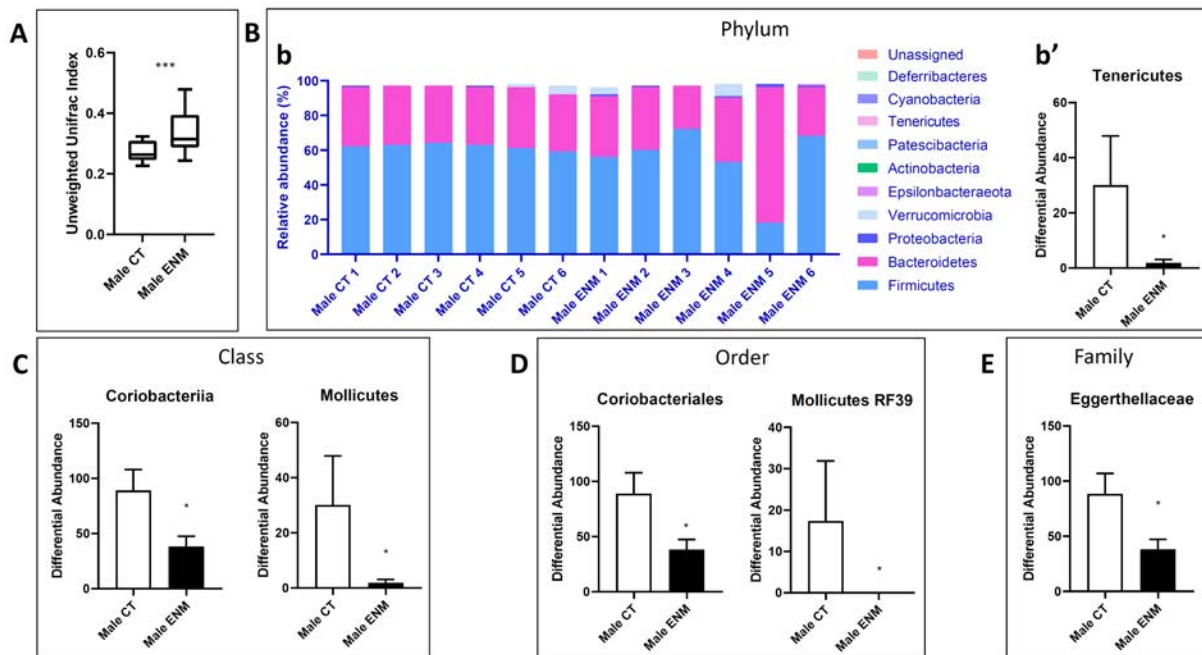 A
Unweighted Unifrac Index
0.6
0.4
0.2
0.0
***
Male CT
Male ENM
B
Phylum
b
Relative abundance (%)
100
80
60
40
20
0
Male CT 1
Male CT 2
Male CT 3
Male CT 4
Male CT 5
Male CT 6
Male ENM 1
Male ENM 2
Male ENM 3
Male ENM 4
Male ENM 5
Male ENM 6
Unassigned
Deferribacteres
Cyanobacteria
Tenericutes
Patescibacteria
Actinobacteria
Epsilonbacteraeota
Verrucomicrobia
Proteobacteria
Bacteroidetes
Firmicutes
b'
Tenericutes
Differential Abundance
60
40
20
0
*
Male CT
Male ENM
C
Class
Coriobacteriia
Differential Abundance
150
100
50
0
*
Male CT
Male ENM
Mollicutes
Differential Abundance
60
40
20
0
*
Male CT
Male ENM
D
Order
Coriobacteriales
Differential Abundance
150
100
50
0
*
Male CT
Male ENM
Mollicutes RF39
Differential Abundance
40
30
20
10
0
*
Male CT
Male ENM
E
Family
Eggerthellaceae
Differential Abundance
150
100
50
0
*
Male CT
Male ENM